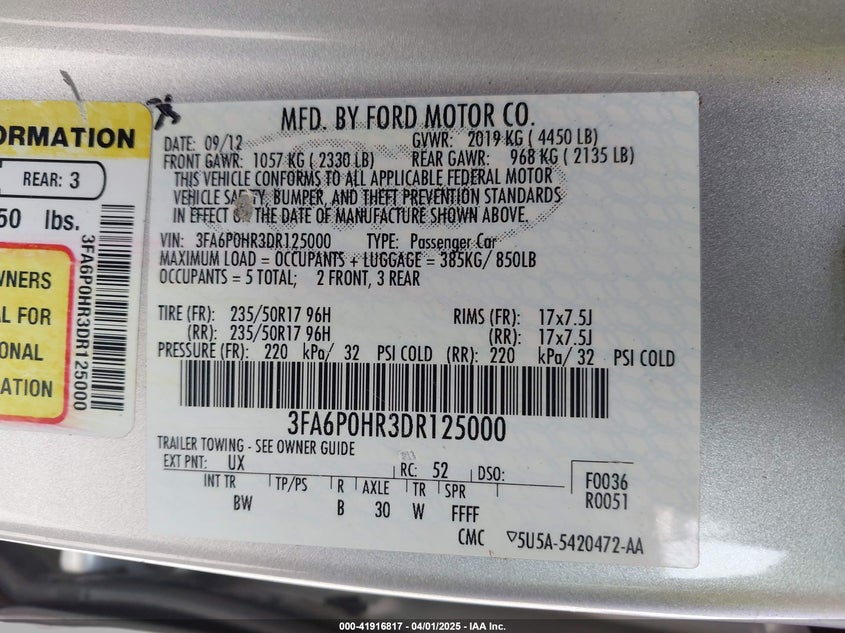 ORMATION
REAR: 3
50 lbs.
WNERS
AL FOR
ONAL
ATION
3FA6P0HR3DR125000
MFD. BY FORD MOTOR CO.
DATE: 09/12 GVWR: 2019 KG ( 4450 LB)
FRONT GAWR: 1057 KG ( 2330 LB) REAR GAWR: 968 KG ( 2135 LB)
THIS VEHICLE CONFORMS TO ALL APPLICABLE FEDERAL MOTOR
VEHICLE SAFETY, BUMPER, AND THEFT PREVENTION STANDARDS
IN EFFECT ON THE DATE OF MANUFACTURE SHOWN ABOVE.
VIN: 3FA6P0HR3DR125000 TYPE: Passenger Car
MAXIMUM LOAD = OCCUPANTS + LUGGAGE = 385KG/ 850LB
OCCUPANTS = 5 TOTAL; 2 FRONT, 3 REAR
TIRE (FR): 235/50R17 96H RIMS (FR): 17x7.5J
(RR): 235/50R17 96H (RR): 17x7.5J
PRESSURE (FR): 220 kPa/ 32 PSI COLD (RR): 220 kPa/ 32 PSI COLD
3FA6P0HR3DR125000
TRAILER TOWING - SEE OWNER GUIDE
EXT PNT: UX RC: 52 DSO:
INT TR TP/PS R AXLE TR SPR
BW B 30 W FFFF
F0036
R0051
CMC ▽5U5A-5420472-AA
000-41916817 - 04/01/2025 - IAA Inc.